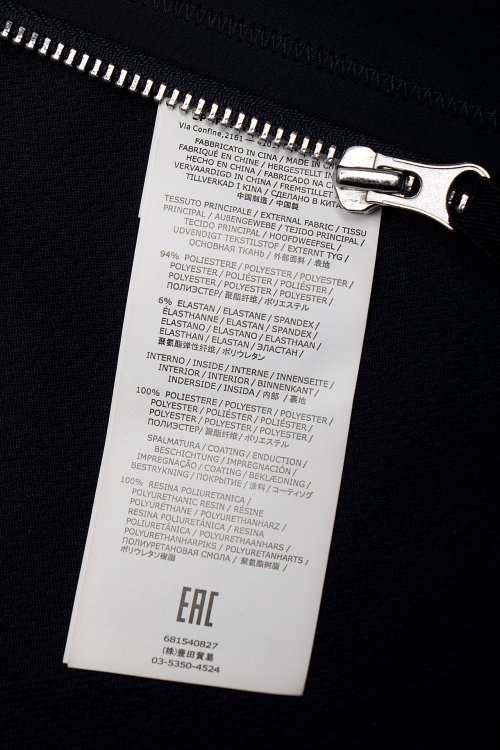 Via Confine,2161 — 410
FABBRICATO IN CINA / MADE IN
FABRIQUÉ EN CHINE / HERGESTELLT IN
HECHO EN CHINA / FABRICADO NA C
VERVAARDIGD IN CHINA / FREMSTILLET
TILLVERKAD I KINA / СДЕЛАНО В КИТА
中国制造 / 中国製
TESSUTO PRINCIPALE / EXTERNAL FABRIC / TISSU
PRINCIPAL / AUßENGEWEBE / TEJIDO PRINCIPAL /
TECIDO PRINCIPAL / HOOFDWEEFSEL /
UDVENDIGT TEKSTILSTOF / EXTERNT TYG /
ОСНОВНАЯ ТКАНЬ / 外部面料 / 表地
94% POLIESTERE / POLYESTER / POLYESTER /
POLYESTER / POLIÉSTER / POLIÉSTER /
POLYESTER / POLYESTER / POLYESTER /
ПОЛИЭСТЕР/ 聚酯纤维/ ポリエステル
6% ELASTAN / ELASTANE / SPANDEX /
ÉLASTHANNE / ELASTAN / SPANDEX /
ELASTANO / ELASTANO / ELASTHAAN /
ELASTHAN / ELASTAN / ЭЛАСТАН /
聚氨酯弹性纤维 / ポリウレタン
INTERNO / INSIDE / INTERNE / INNENSEITE /
INTERIOR / INTERIOR / BINNENKANT /
INDERSIDE / INSIDA / 内部 / 裏地
100% POLIESTERE / POLYESTER / POLYESTER /
POLYESTER / POLIÉSTER / POLIÉSTER /
POLYESTER / POLYESTER / POLYESTER /
ПОЛИЭСТЕР/ 聚酯纤维/ ポリエステル
SPALMATURA / COATING / ENDUCTION /
BESCHICHTUNG / IMPREGNACIÓN /
IMPREGNAÇÃO / COATING / BEKLÆDNING /
BESTRYKNING / ПОКРЫТИЕ / 涂料 / コーティング
100% RESINA POLIURETANICA /
POLYURETHANIC RESIN / RÉSINE
POLYURÉTHANE / POLYURETHANHARZ /
RESINA POLIURETÁNICA / RESINA
POLIURETÂNICA / POLYURETHAANHARS /
POLYURETHANHARPIKS / POLYURETANHARTS /
ПОЛИУРЕТАНОВАЯ СМОЛА / 聚氨酯树脂 /
ポリウレタン樹脂
EAC
681540827
(株)豊田貿易
03-5350-4524